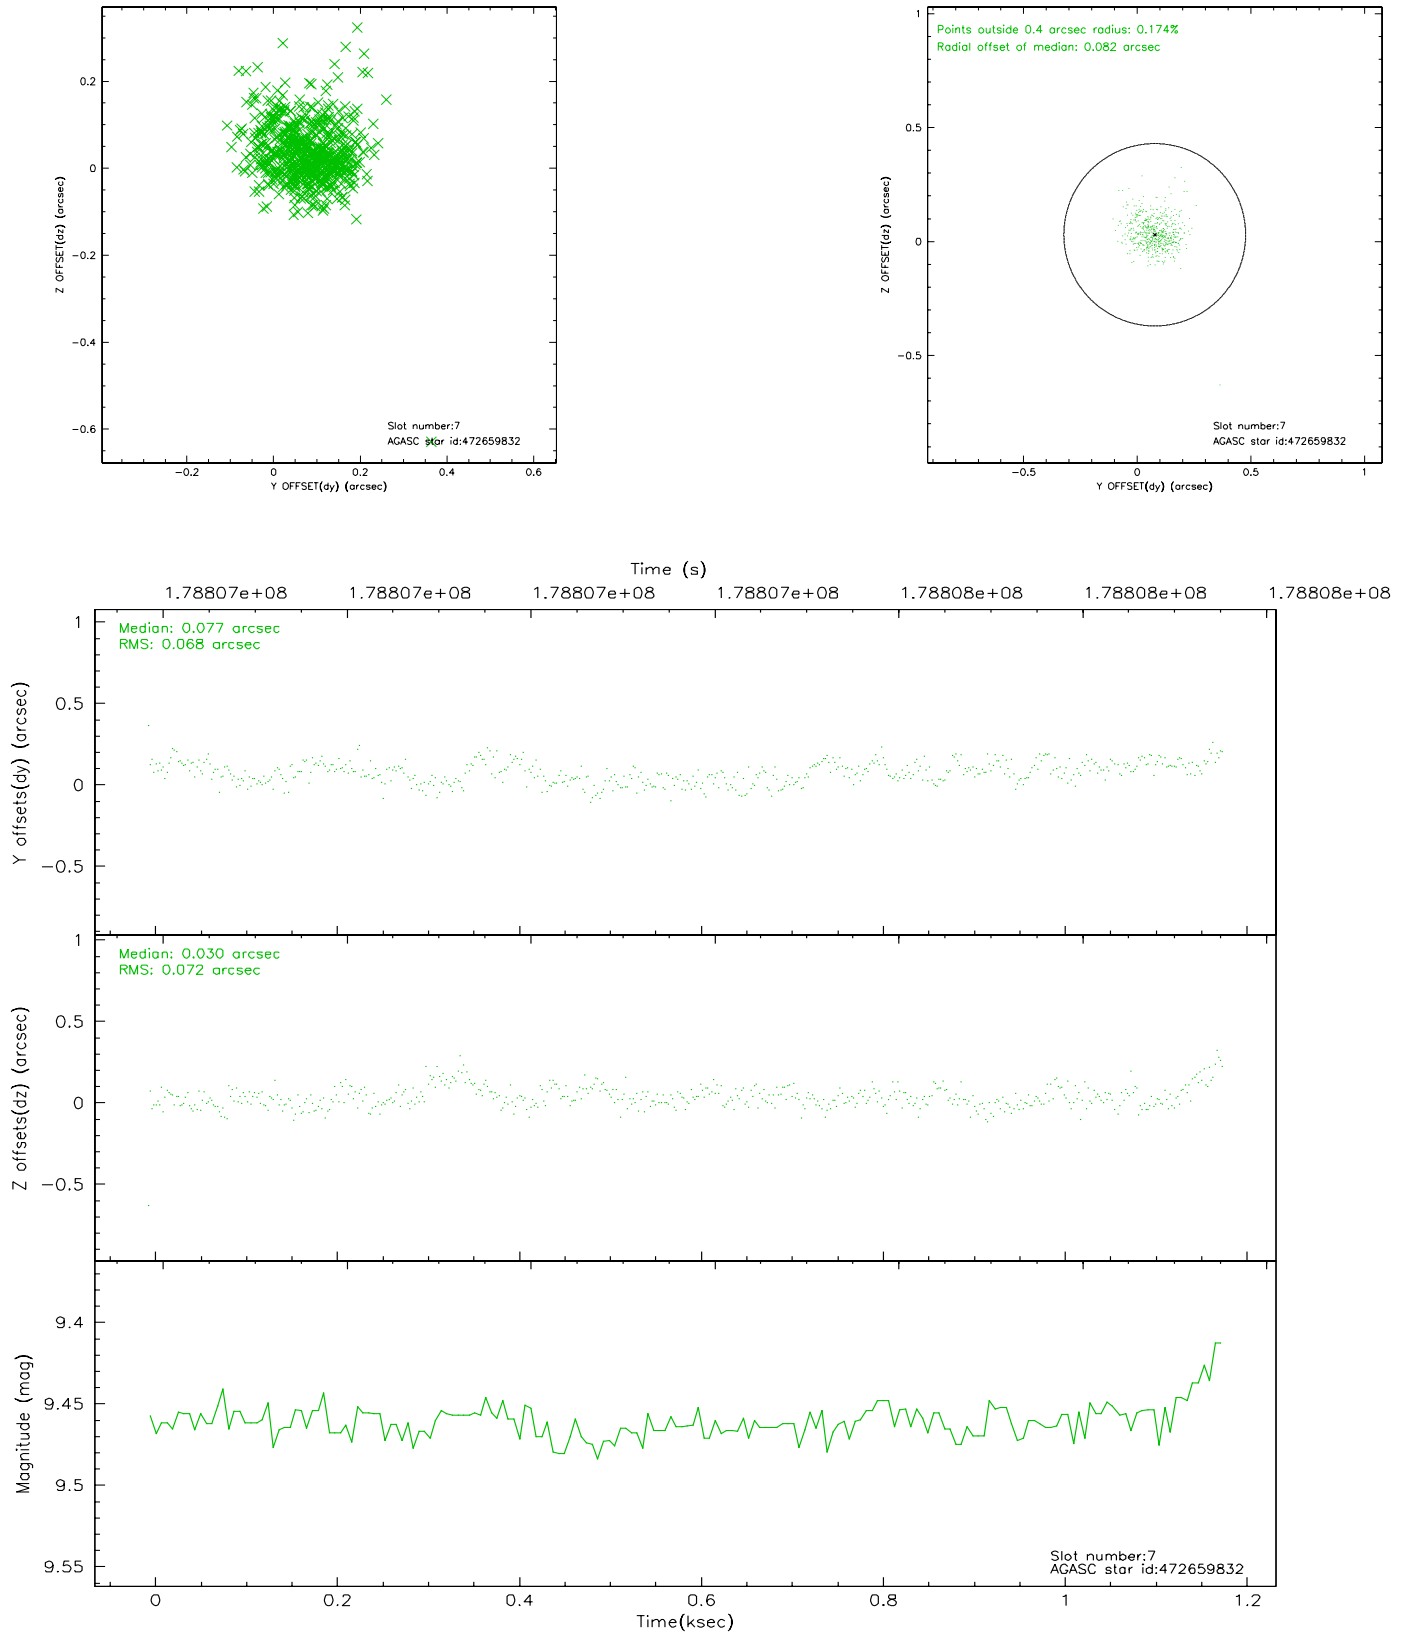 0.2
0
−0.2
−0.4
−0.6
Z OFFSET(dz) (arcsec)
Slot number:7
AGASC star id:472659832
−0.2 0 0.2 0.4 0.6
Y OFFSET(dy) (arcsec)
1
0.5
0
−0.5
Z OFFSET(dz) (arcsec)
Points outside 0.4 arcsec radius: 0.174%
Radial offset of median: 0.082 arcsec
Slot number:7
AGASC star id:472659832
−0.5 0 0.5 1
Y OFFSET(dy) (arcsec)
Time (s)
1.78807e+08 1.78807e+08 1.78807e+08 1.78807e+08 1.78808e+08 1.78808e+08 1.78808e+08
Median: 0.077 arcsec
RMS: 0.068 arcsec
1
0.5
0
−0.5
Y offsets(dy) (arcsec)
Median: 0.030 arcsec
RMS: 0.072 arcsec
1
0.5
0
−0.5
Z offsets(dz) (arcsec)
9.4
9.45
9.5
9.55
Magnitude (mag)
Slot number:7
AGASC star id:472659832
0 0.2 0.4 0.6 0.8 1 1.2
Time(ksec)